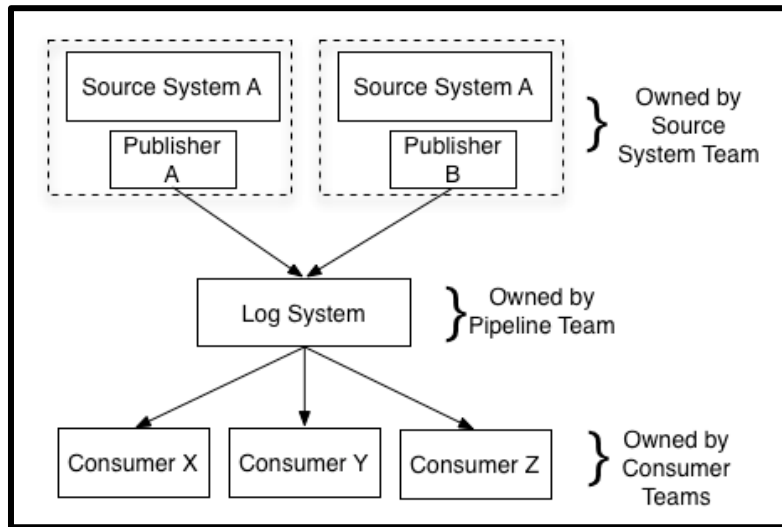 Source System A
Publisher
A
Source System A
Publisher
B
Owned by
Source
System Team
Log System
Owned by
Pipeline Team
Consumer X
Consumer Y
Consumer Z
Owned by
Consumer
Teams